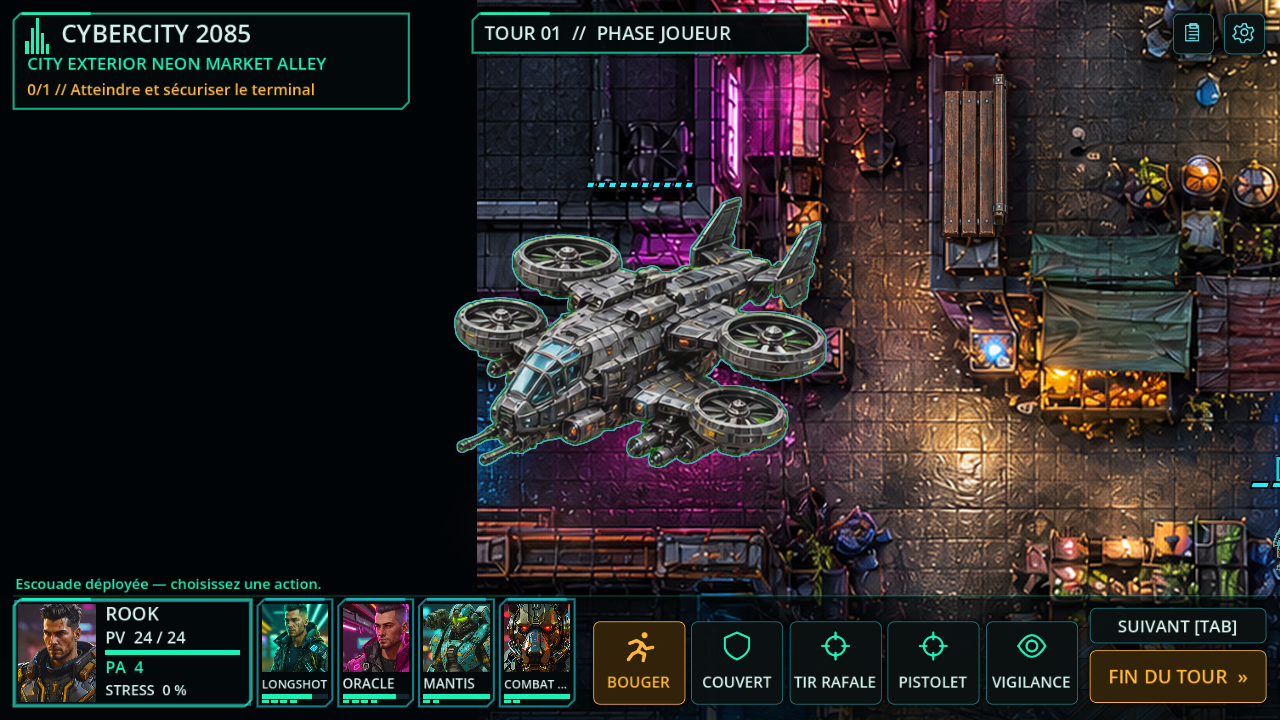 CYBERCITY 2085
CITY EXTERIOR NEON MARKET ALLEY
0/1 // Atteindre et sécuriser le terminal
TOUR 01 // PHASE JOUEUR
Escouade déployée — choisissez une action.
ROOK
PV 24 / 24
PA 4
STRESS 0 %
LONGSHOT
ORACLE
MANTIS
COMBAT ...
BOUGER
COUVERT
TIR RAFALE
PISTOLET
VIGILANCE
SUIVANT [TAB]
FIN DU TOUR »